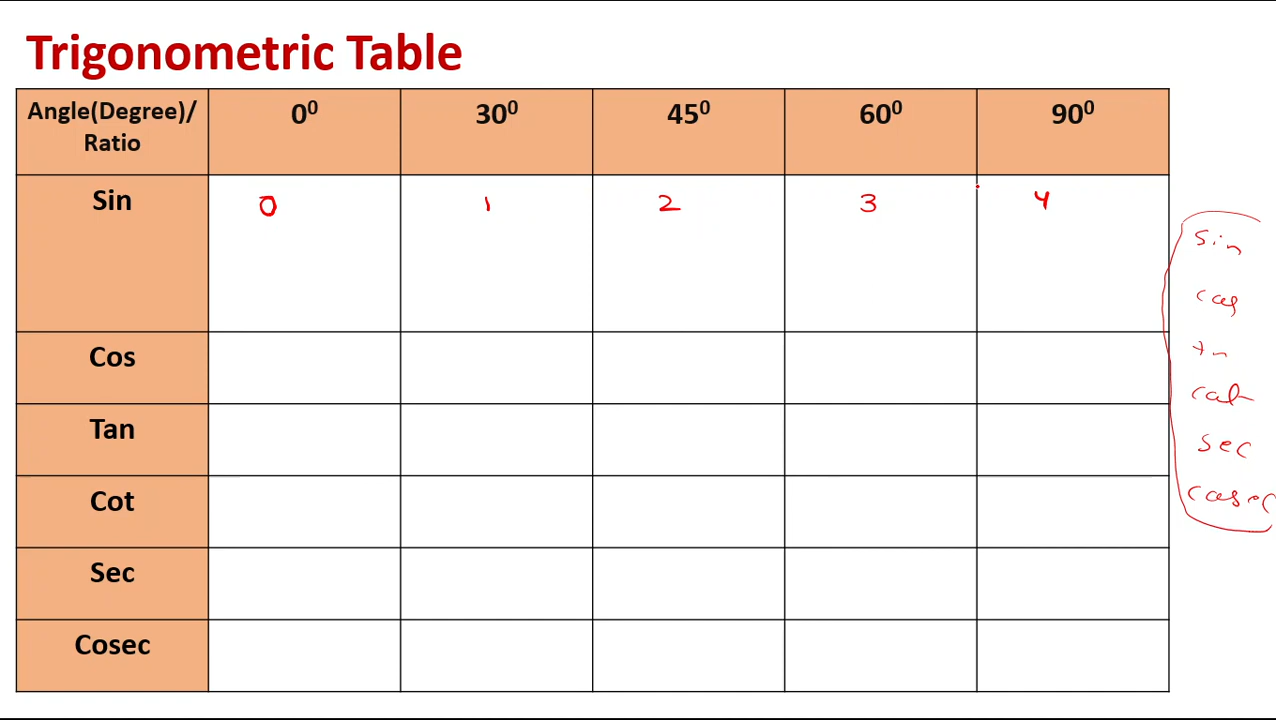 Trigonometric Table
Angle(Degree)/ 0⁰ 30⁰ 45⁰ 60⁰ 90⁰
Ratio
Sin 0 1 2 3 4
Cos
Tan
Cot
Sec
Cosec
sin
cos
tn
cot
sec
cosec